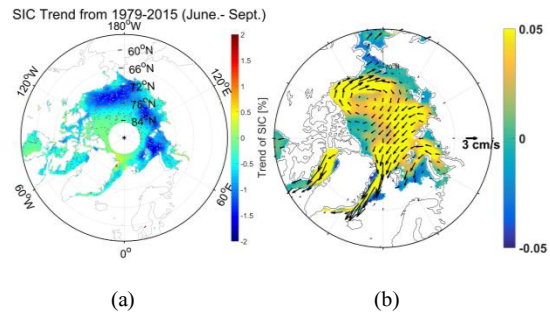 SIC Trend from 1979-2015 (June.- Sept.)
180°W
60°N
66°N
72°N
76°N
84°N
120°W
120°E
60°W
60°E
0°
2
1.5
1
0.5
0
-0.5
-1
-1.5
-2
Trend of SIC [%]
3 cm/s
0.05
0
-0.05
(a)
(b)